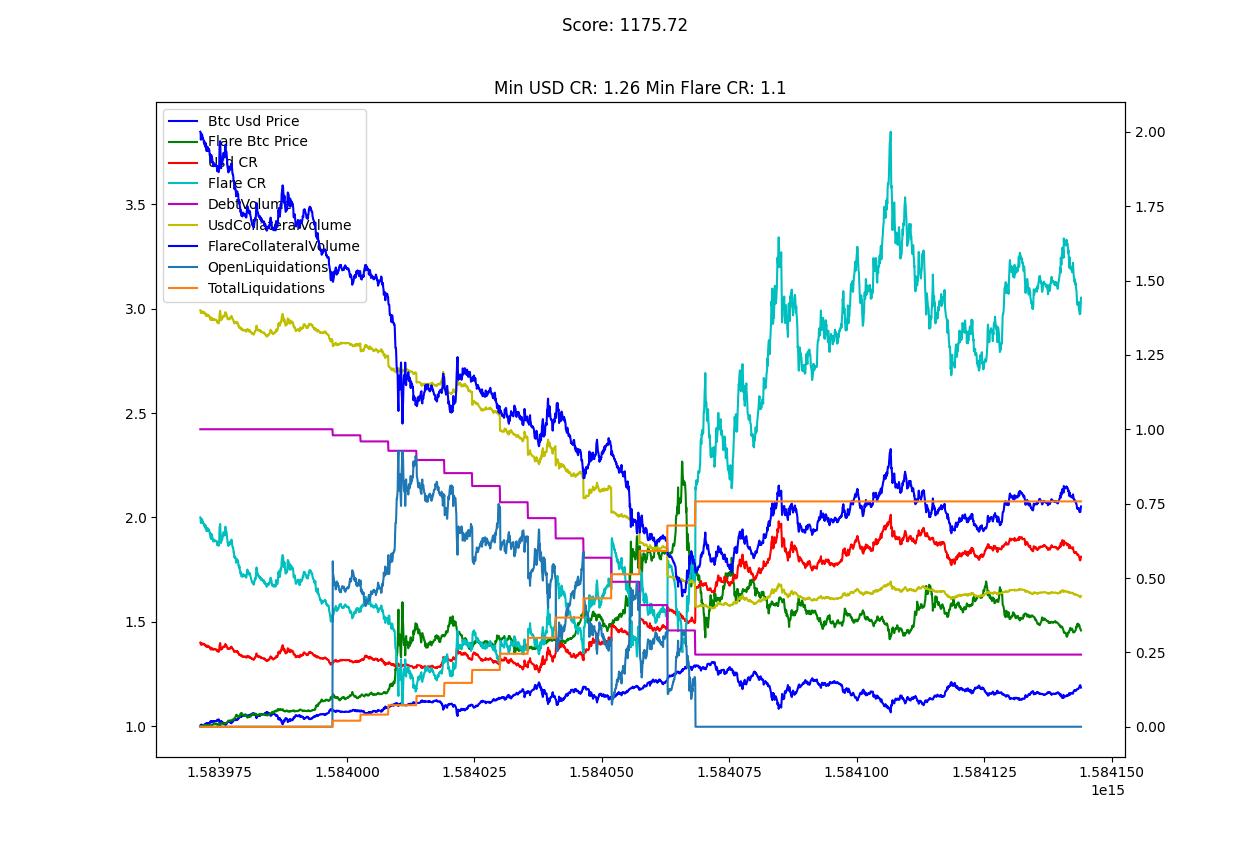 Score: 1175.72
Min USD CR: 1.26 Min Flare CR: 1.1
Btc Usd Price
Flare Btc Price
Usd CR
Flare CR
DebtVolume
UsdCollateralVolume
FlareCollateralVolume
OpenLiquidations
TotalLiquidations
3.5
3.0
2.5
2.0
1.5
1.0
2.00
1.75
1.50
1.25
1.00
0.75
0.50
0.25
0.00
1.583975
1.584000
1.584025
1.584050
1.584075
1.584100
1.584125
1.584150
1e15